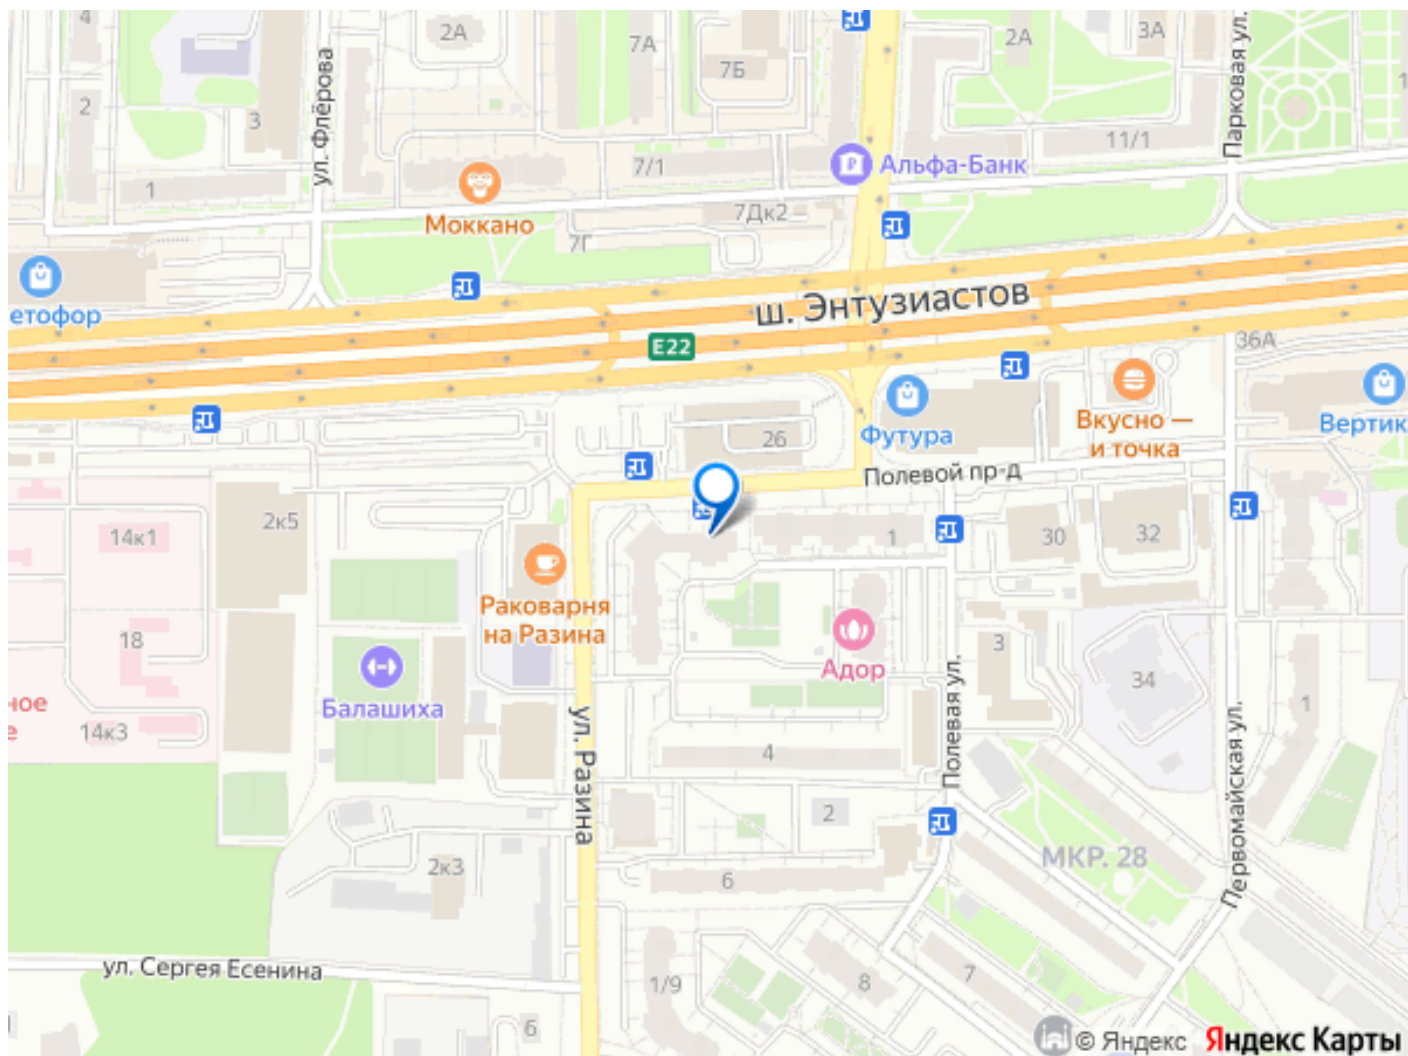 4
2А
7А
7Б
2А
3А
Парковая ул.
2
3
ул. Флёрова
11/1
7/1
Альфа-Банк
1
Моккано
7Дк2
7Г
етофор
ш. Энтузиастов
Е22
36А
Вкусно —
и точка
Вертик
Футура
26
Полевой пр-д
2к5
14к1
1
30
32
Раковарня
на Разина
18
3
Адор
34
Балашиха
ное
е
14к3
1
ул. Разина
Полевая ул.
Первомайская ул.
4
2
МКР. 28
2к3
6
ул. Сергея Есенина
1/9
8
7
6
© Яндекс Яндекс Карты